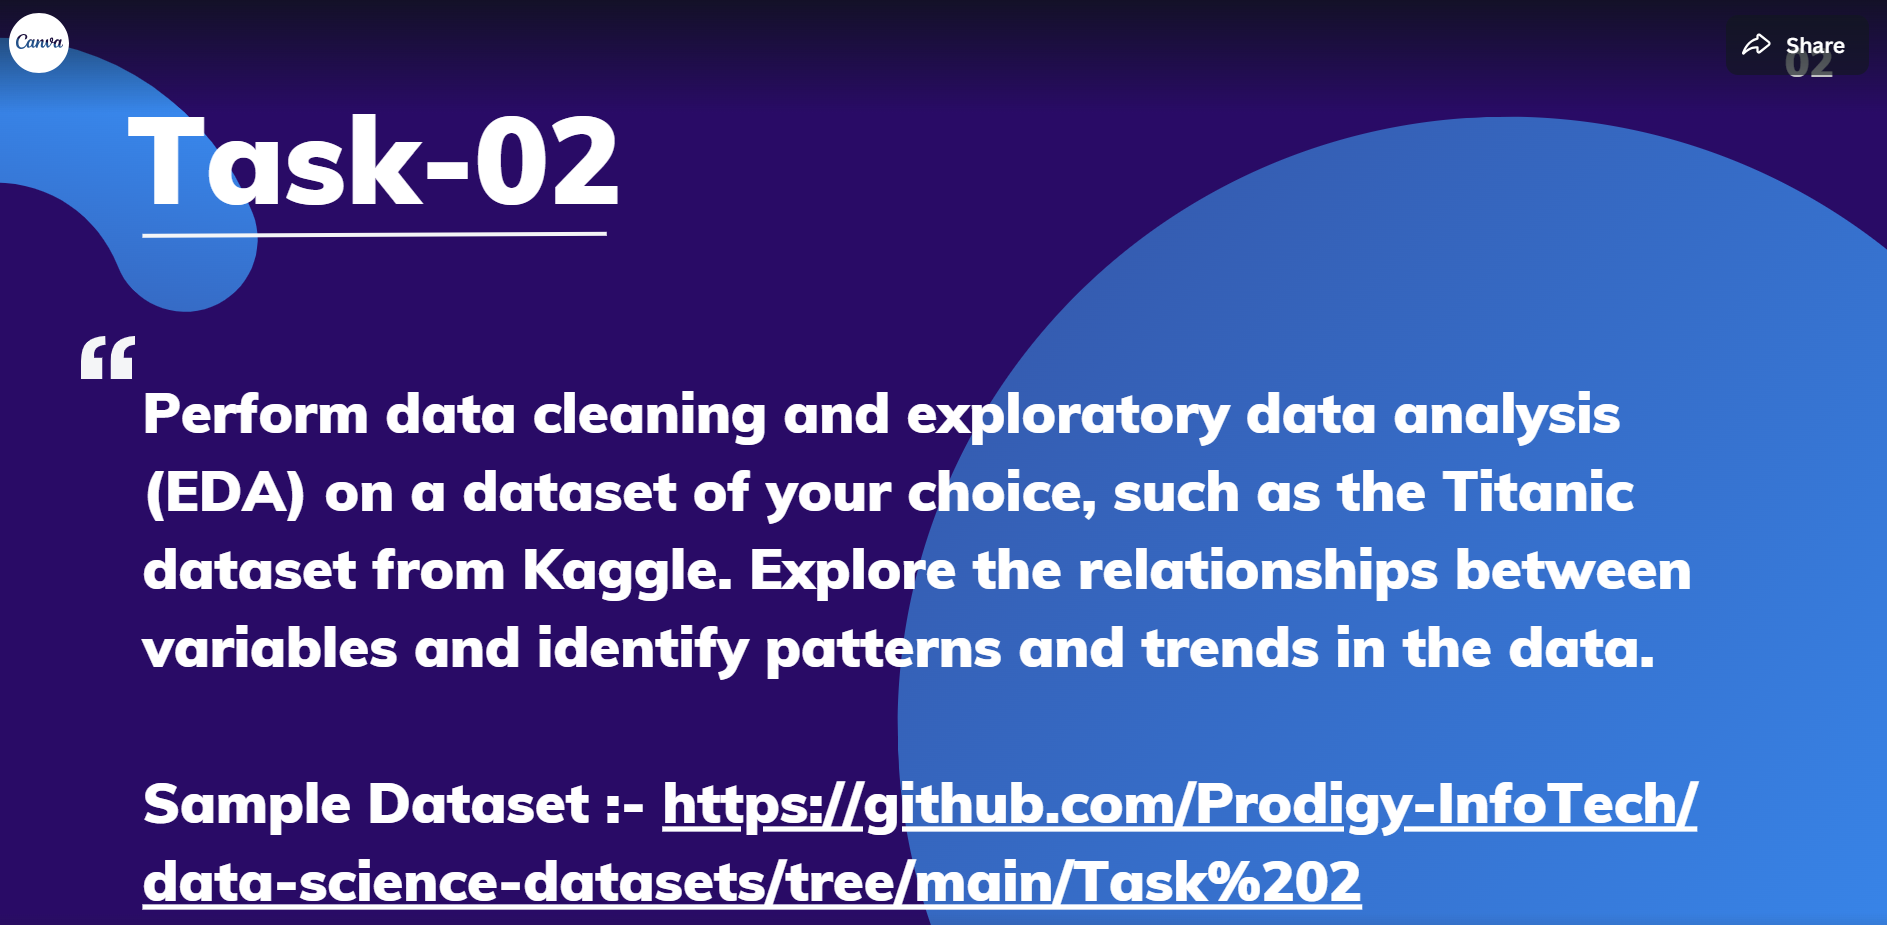 Canva
Share
02
Task-02
“
Perform data cleaning and exploratory data analysis
(EDA) on a dataset of your choice, such as the Titanic
dataset from Kaggle. Explore the relationships between
variables and identify patterns and trends in the data.
Sample Dataset :- https://github.com/Prodigy-InfoTech/
data-science-datasets/tree/main/Task%202